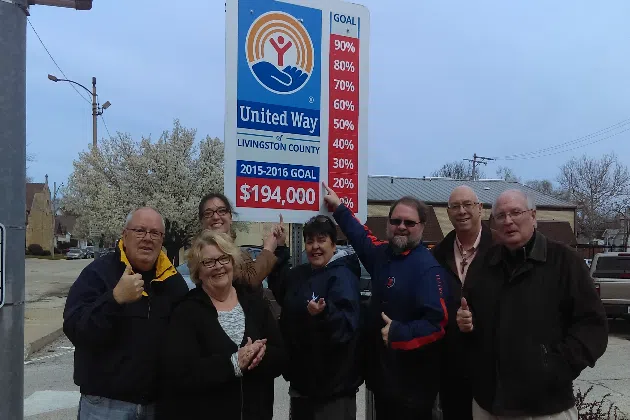 GOAL
90%
80%
70%
60%
50%
40%
30%
20%
United Way
of
LIVINGSTON COUNTY
2015-2016 GOAL
$194,000